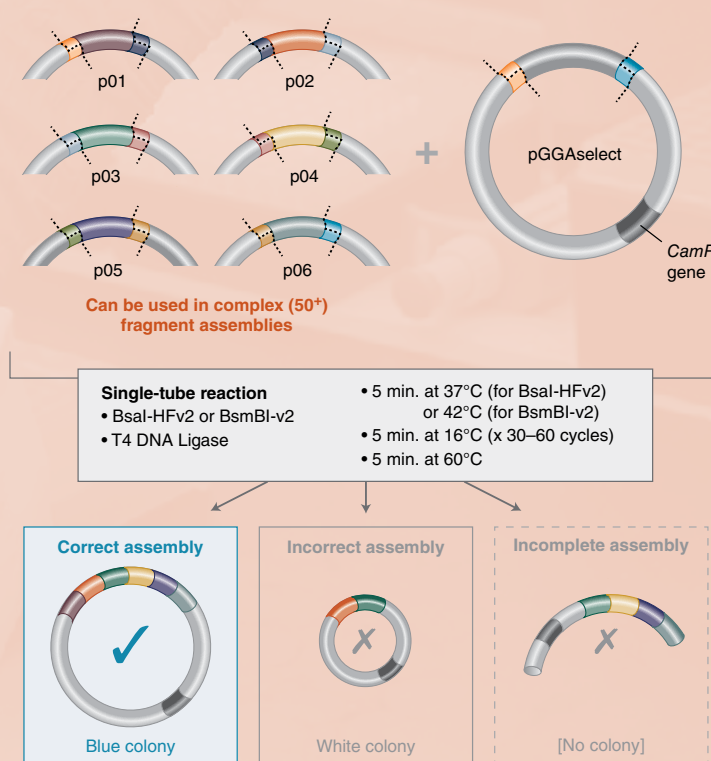 p01
p02
p03
p04
p05
p06
+
pGGAselect
CamR
gene
Can be used in complex (50+)
fragment assemblies
Single-tube reaction
• BsaI-HFv2 or BsmBI-v2
• T4 DNA Ligase
• 5 min. at 37°C (for BsaI-HFv2)
or 42°C (for BsmBI-v2)
• 5 min. at 16°C (x 30–60 cycles)
• 5 min. at 60°C
Correct assembly
✓
Blue colony
Incorrect assembly
✗
White colony
Incomplete assembly
✗
[No colony]